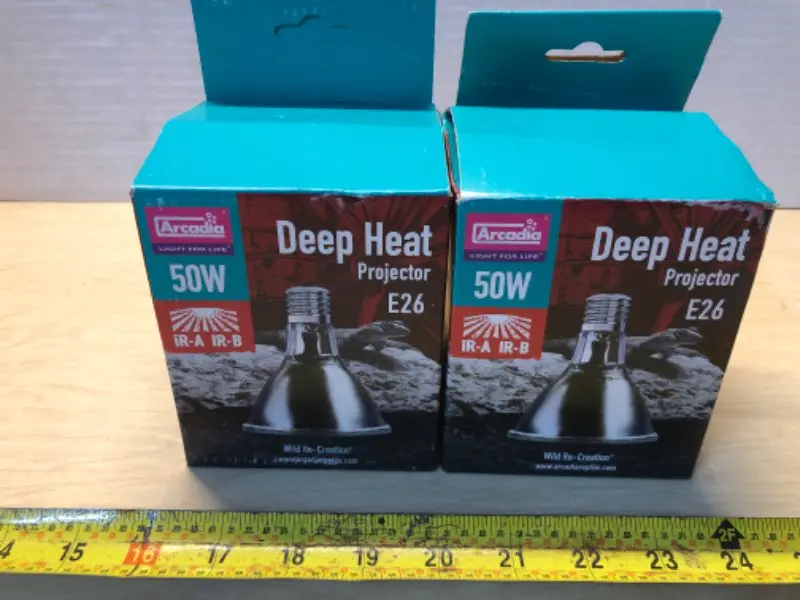 Arcadia
LIGHT FOR LIFE
50W
IR-A IR-B
Deep Heat
Projector
E26
Wild Re-Creation
Arcadia
LIGHT FOR LIFE
50W
IR-A IR-B
Deep Heat
Projector
E26
Wild Re-Creation
www.arcadiareptile.com
4 15 16 17 18 19 20 21 22 23 24
2F